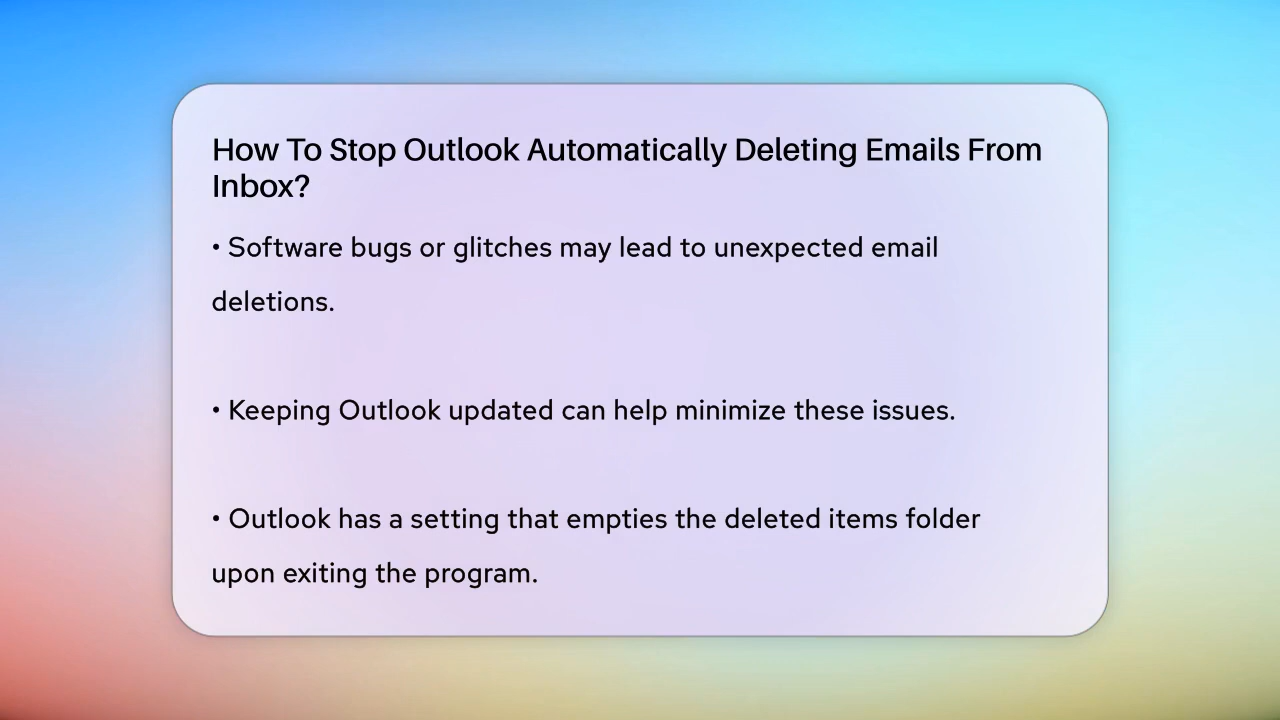 How To Stop Outlook Automatically Deleting Emails From
Inbox?
• Software bugs or glitches may lead to unexpected email
deletions.
• Keeping Outlook updated can help minimize these issues.
• Outlook has a setting that empties the deleted items folder
upon exiting the program.